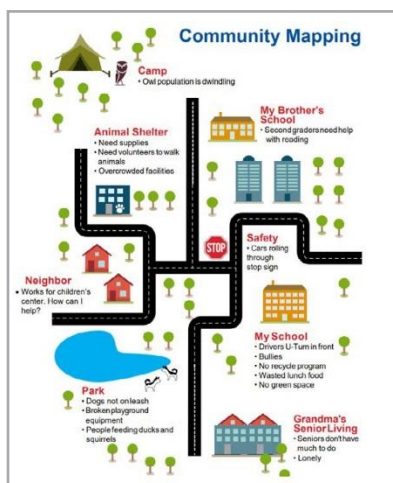 Community Mapping
Camp
• Owl population is dwindling
My Brother's
School
• Second graders need help
with reading
Animal Shelter
• Need supplies
• Need volunteers to walk
animals
• Overcrowded facilities
STOP
Safety
• Cars rolling
through
stop sign
Neighbor
• Works for children's
center. How can I
help?
My School
• Drivers U-Turn in front
• Bullies
• No recycle program
• Wasted lunch food
• No green space
Park
• Dogs not on leash
• Broken playground
equipment
• People feeding ducks and
squirrels
Grandma's
Senior Living
• Seniors don't have
much to do
• Lonely